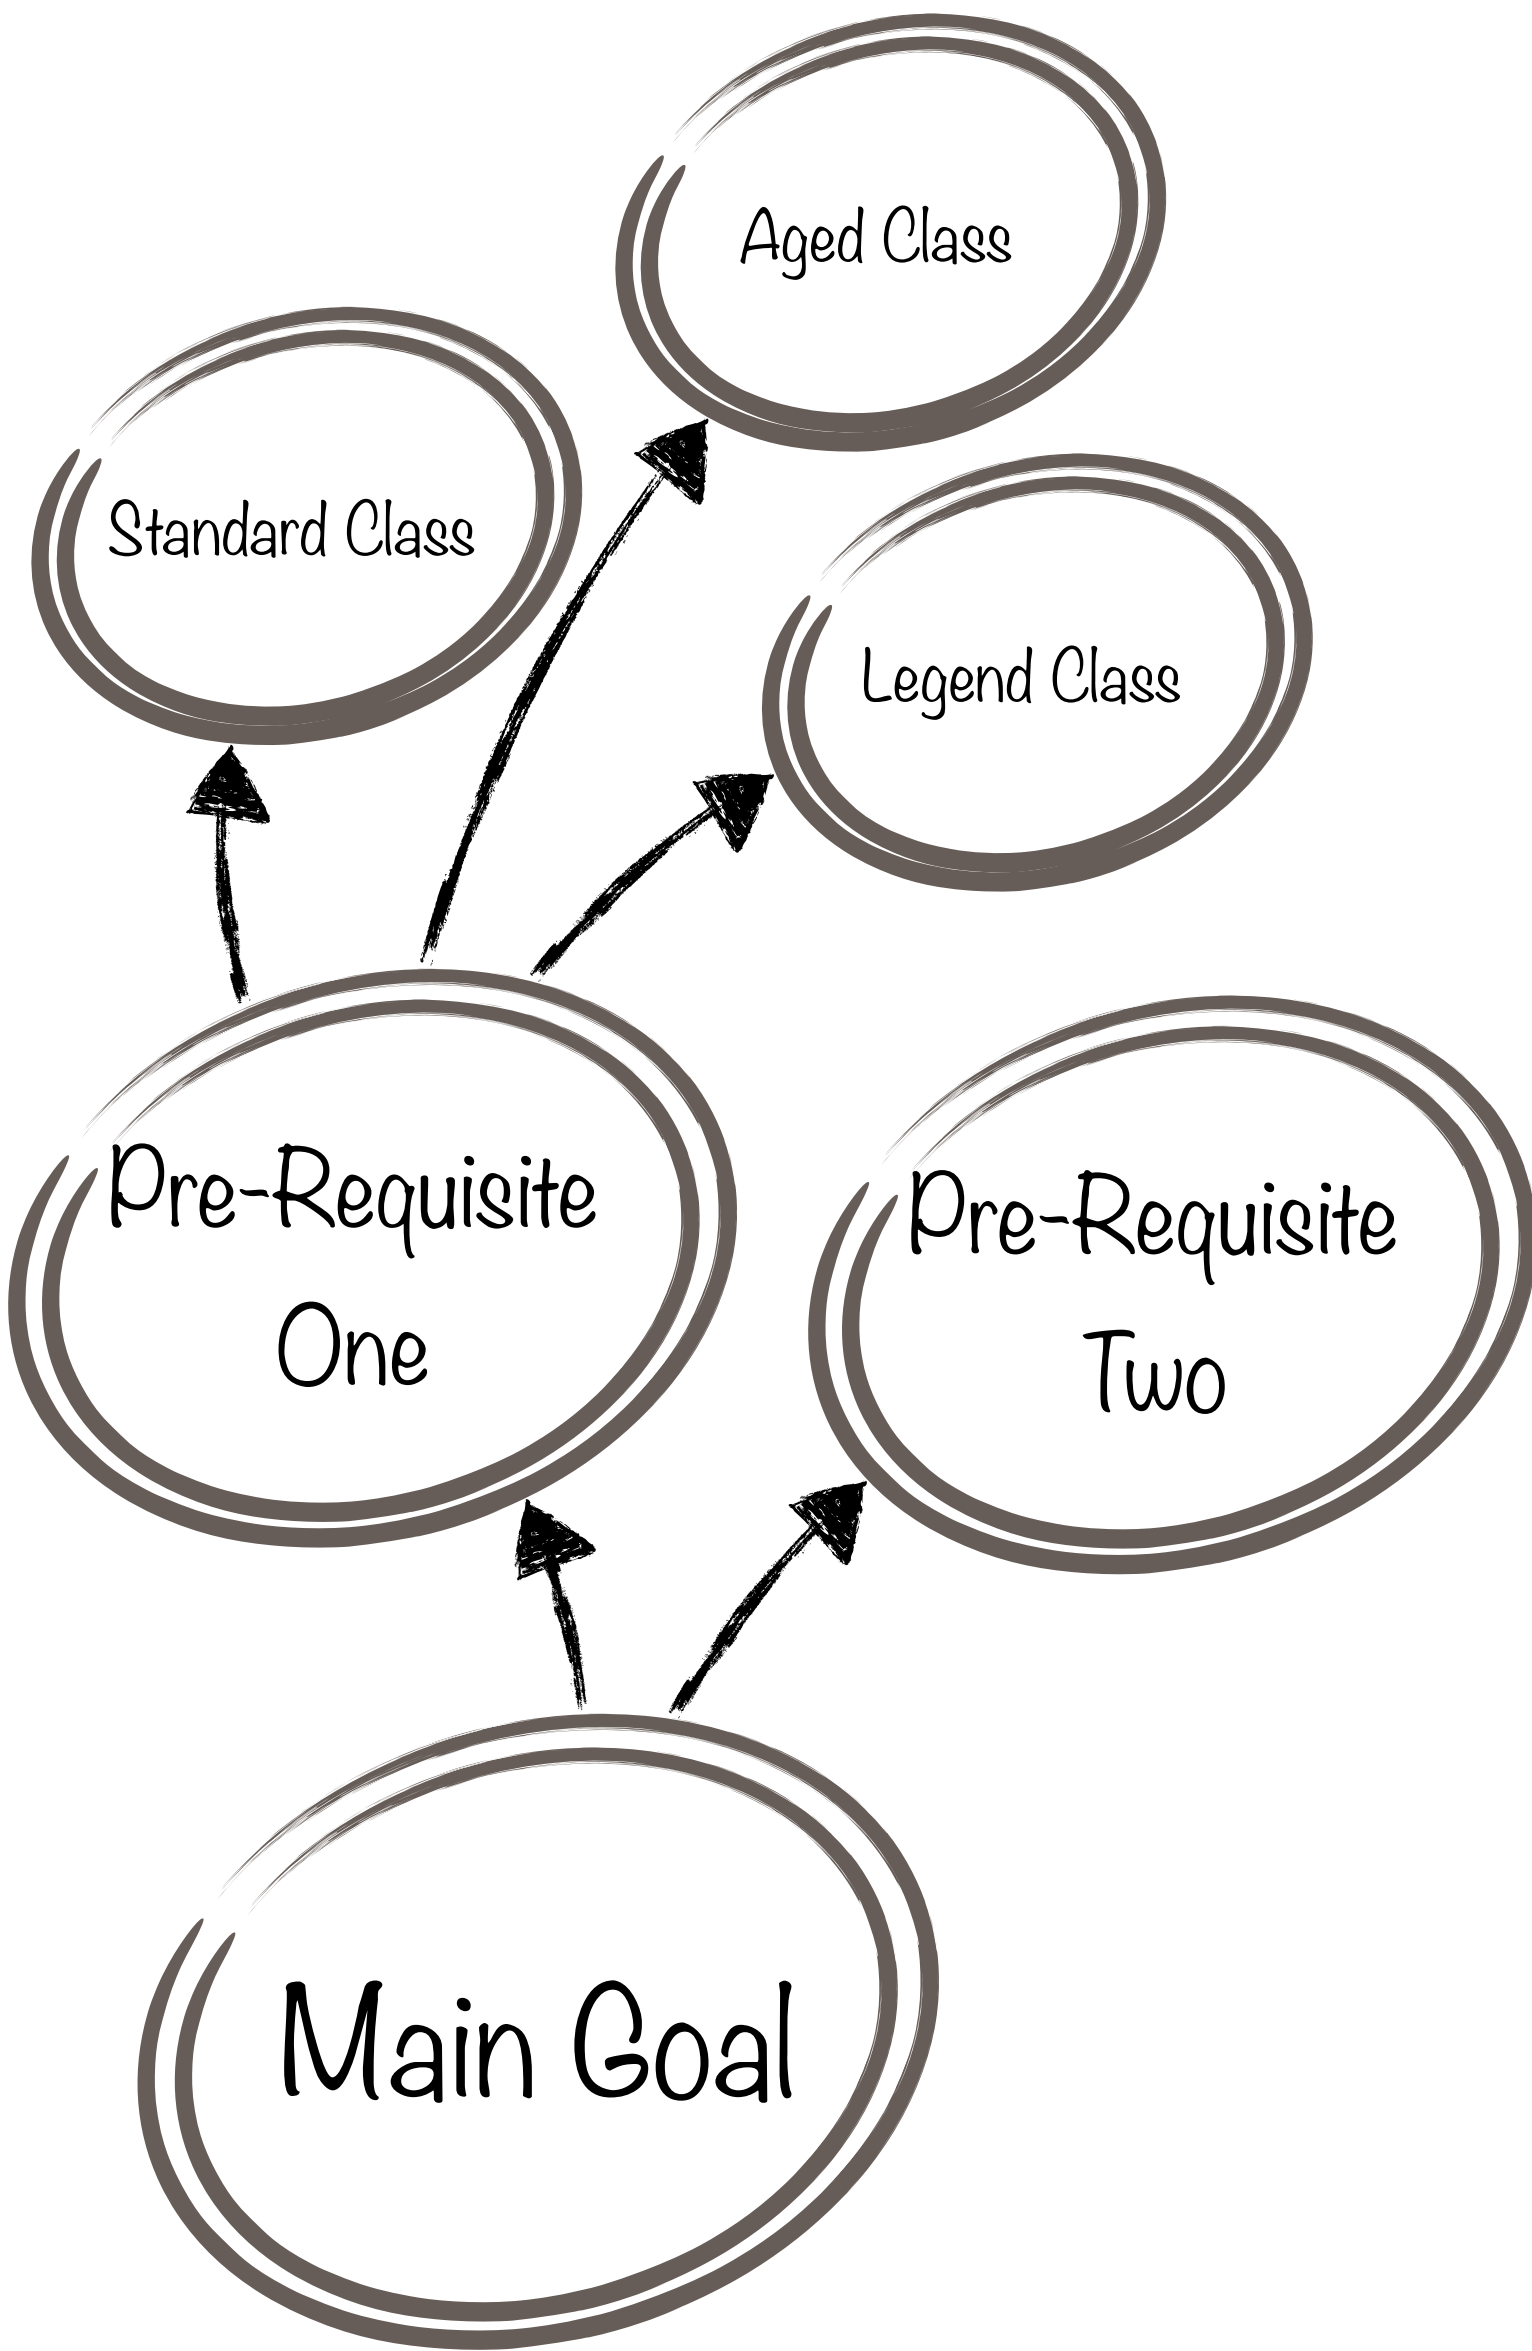 Aged Class
Standard Class
Legend Class
Pre-Requisite
One
Pre-Requisite
Two
Main Goal